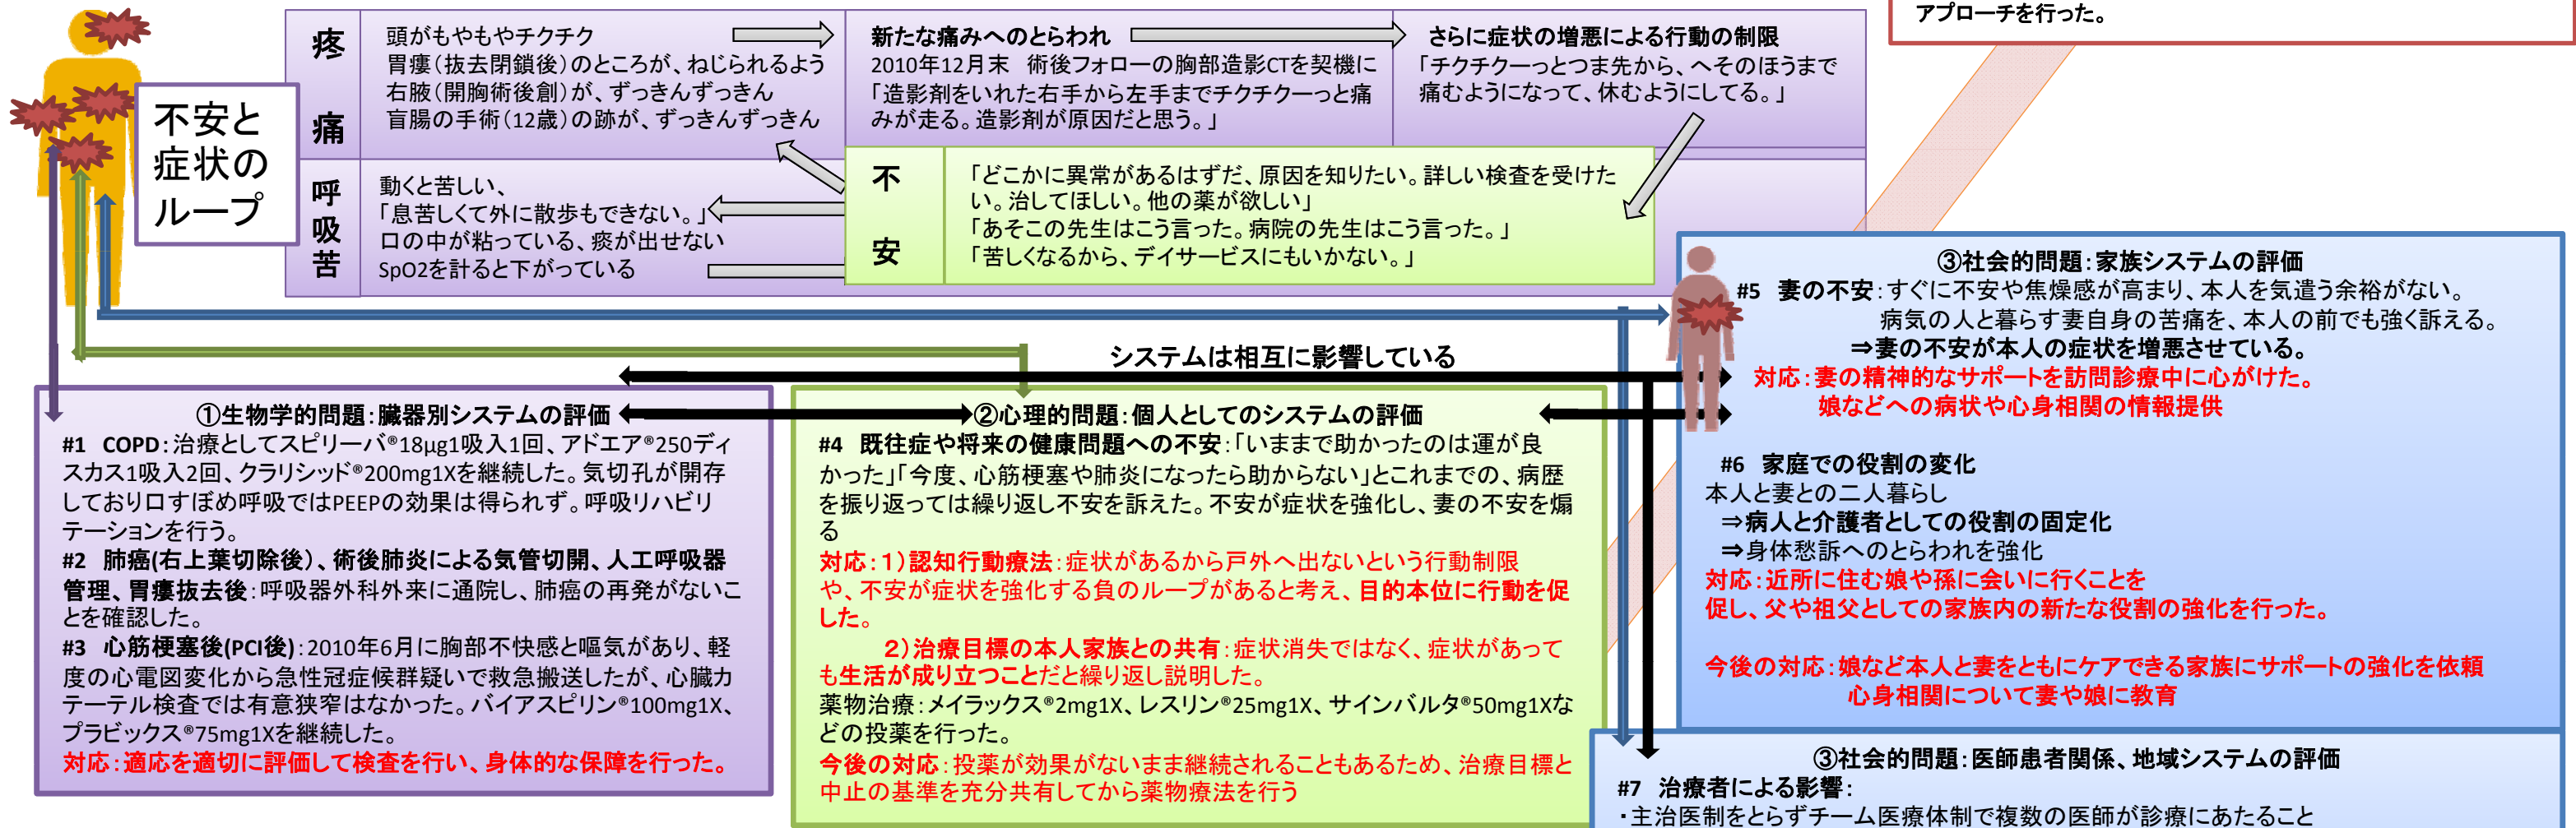 アプローチを行った。
不安と
症状の
ループ
疼
痛
頭がもやもやチクチク
胃瘻(抜去閉鎖後)のところが、ねじられるよう
右腋(開胸術後創)が、ずっきんずっきん
盲腸の手術(12歳)の跡が、ずっきんずっきん
新たな痛みへのとらわれ
2010年12月末 術後フォローの胸部造影CTを契機に
「造影剤をいれた右手から左手までチクチクーっと痛
みが走る。造影剤が原因だと思う。」
さらに症状の増悪による行動の制限
「チクチクーっとつま先から、へそのほうまで
痛むようになって、休むようにしてる。」
呼
吸
苦
動くと苦しい、
「息苦しくて外に散歩もできない。」
口の中が粘っている、痰が出せない
SpO2を計ると下がっている
不
安
「どこかに異常があるはずだ、原因を知りたい。詳しい検査を受けた
い。治してほしい。他の薬が欲しい」
「あそこの先生はこう言った。病院の先生はこう言った。」
「苦しくなるから、デイサービスにもいかない。」
システムは相互に影響している
①生物学的問題:臓器別システムの評価
#1 COPD:治療としてスピリーバ®18μg1吸入1回、アドエア®250ディ
スカス1吸入2回、クラリシッド®200mg1Xを継続した。気切孔が開存
しており口すぼめ呼吸ではPEEPの効果は得られず。呼吸リハビリ
テーションを行う。
#2 肺癌(右上葉切除後)、術後肺炎による気管切開、人工呼吸器
管理、胃瘻抜去後:呼吸器外科外来に通院し、肺癌の再発がないこ
とを確認した。
#3 心筋梗塞後(PCI後):2010年6月に胸部不快感と嘔気があり、軽
度の心電図変化から急性冠症候群疑いで救急搬送したが、心臓カ
テーテル検査では有意狭窄はなかった。バイアスピリン®100mg1X、
プラビックス®75mg1Xを継続した。
対応:適応を適切に評価して検査を行い、身体的な保障を行った。
②心理的問題:個人としてのシステムの評価
#4 既往症や将来の健康問題への不安:「いままで助かったのは運が良
かった」「今度、心筋梗塞や肺炎になったら助からない」とこれまでの、病歴
を振り返っては繰り返し不安を訴えた。不安が症状を強化し、妻の不安を煽
る
対応:1)認知行動療法:症状があるから戸外へ出ないという行動制限
や、不安が症状を強化する負のループがあると考え、目的本位に行動を促
した。
2)治療目標の本人家族との共有:症状消失ではなく、症状があって
も生活が成り立つことだと繰り返し説明した。
薬物治療:メイラックス®2mg1X、レスリン®25mg1X、サインバルタ®50mg1Xな
どの投薬を行った。
今後の対応:投薬が効果がないまま継続されることもあるため、治療目標と
中止の基準を充分共有してから薬物療法を行う
③社会的問題:家族システムの評価
#5 妻の不安:すぐに不安や焦燥感が高まり、本人を気遣う余裕がない。
病気の人と暮らす妻自身の苦痛を、本人の前でも強く訴える。
⇒妻の不安が本人の症状を増悪させている。
対応:妻の精神的なサポートを訪問診療中に心がけた。
娘などへの病状や心身相関の情報提供
#6 家庭での役割の変化
本人と妻との二人暮らし
⇒病人と介護者としての役割の固定化
⇒身体愁訴へのとらわれを強化
対応:近所に住む娘や孫に会いに行くことを
促し、父や祖父としての家族内の新たな役割の強化を行った。
今後の対応:娘など本人と妻をともにケアできる家族にサポートの強化を依頼
心身相関について妻や娘に教育
③社会的問題:医師患者関係、地域システムの評価
#7 治療者による影響:
・主治医制をとらずチーム医療体制で複数の医師が診療にあたること